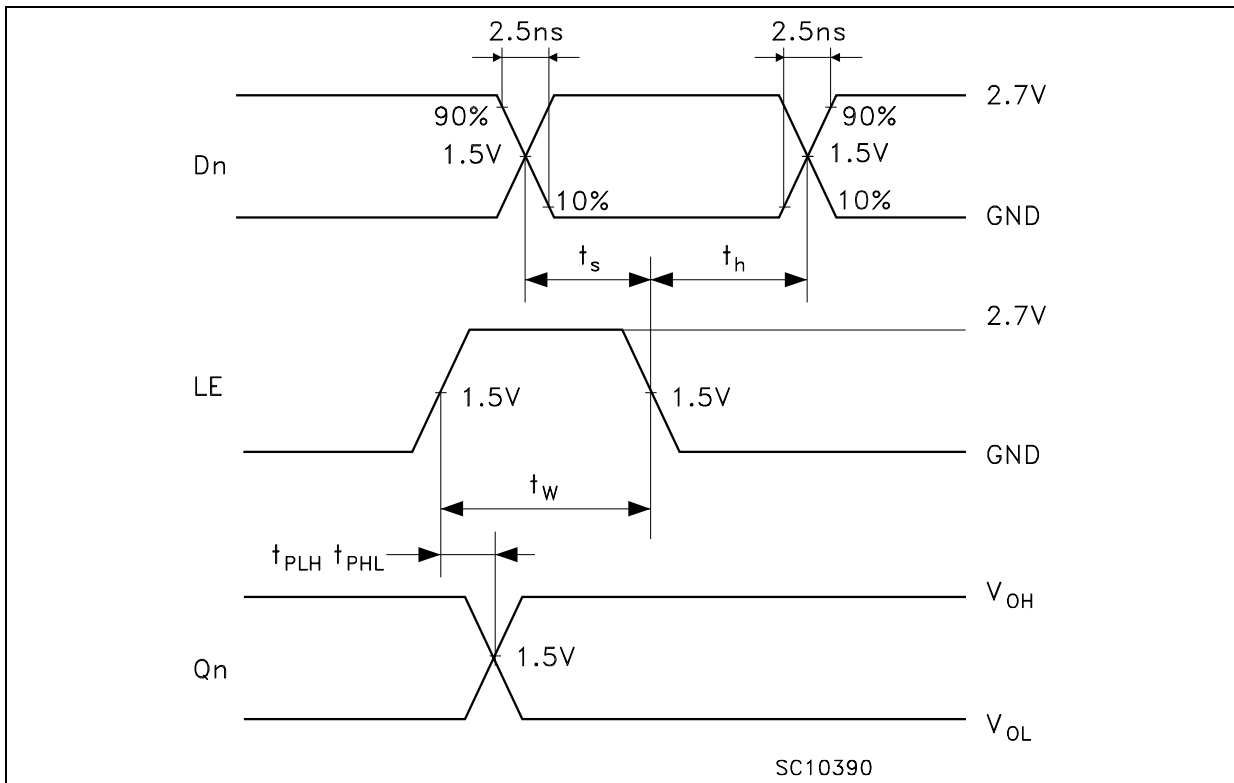 2.5ns 2.5ns
2.7V
90% 90%
1.5V 1.5V
Dn
10% 10%
GND
ts th
2.7V
LE
1.5V 1.5V
GND
tW
tPLH tPHL
VOH
1.5V
Qn
VOL
SC10390